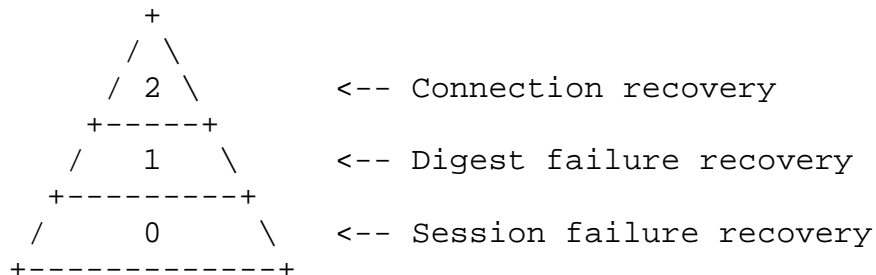 +
             / \
            / 2 \       <-- Connection recovery
           +-----+
          /   1   \     <-- Digest failure recovery
         +---------+
        /     0     \   <-- Session failure recovery
       +-------------+